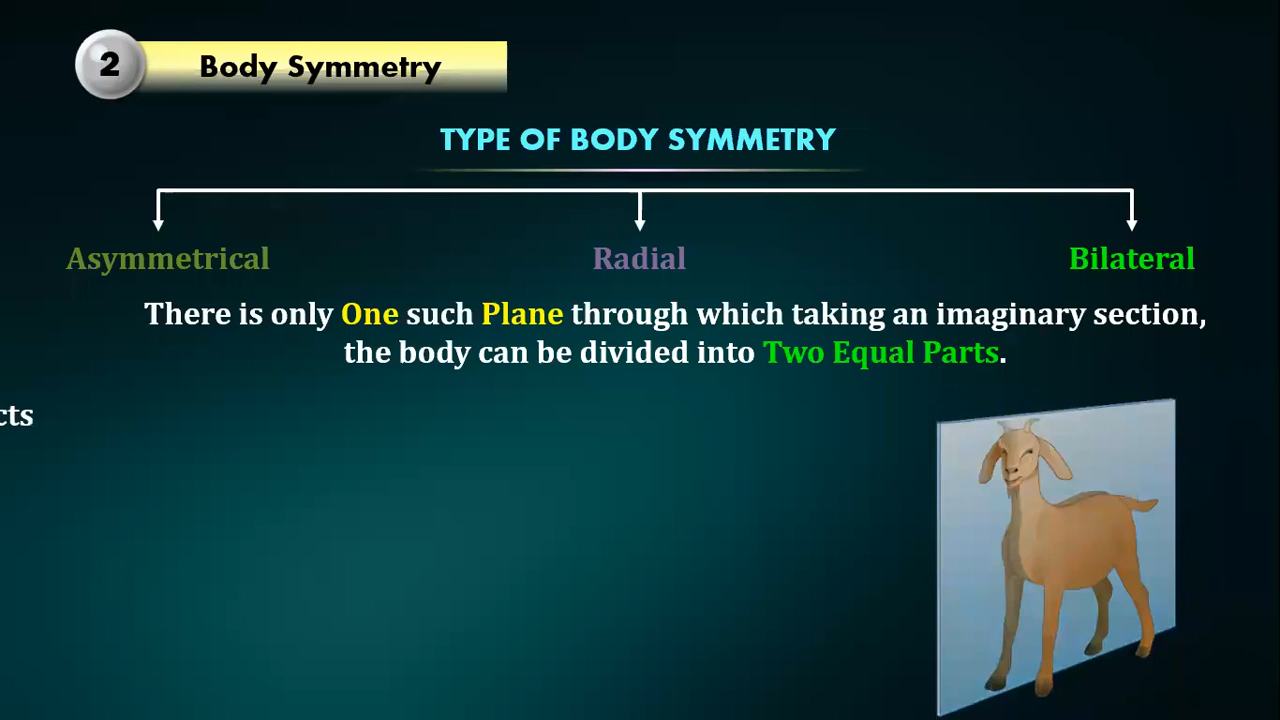 2
Body Symmetry
TYPE OF BODY SYMMETRY
Asymmetrical Radial Bilateral
There is only One such Plane through which taking an imaginary section,
the body can be divided into Two Equal Parts.
cts